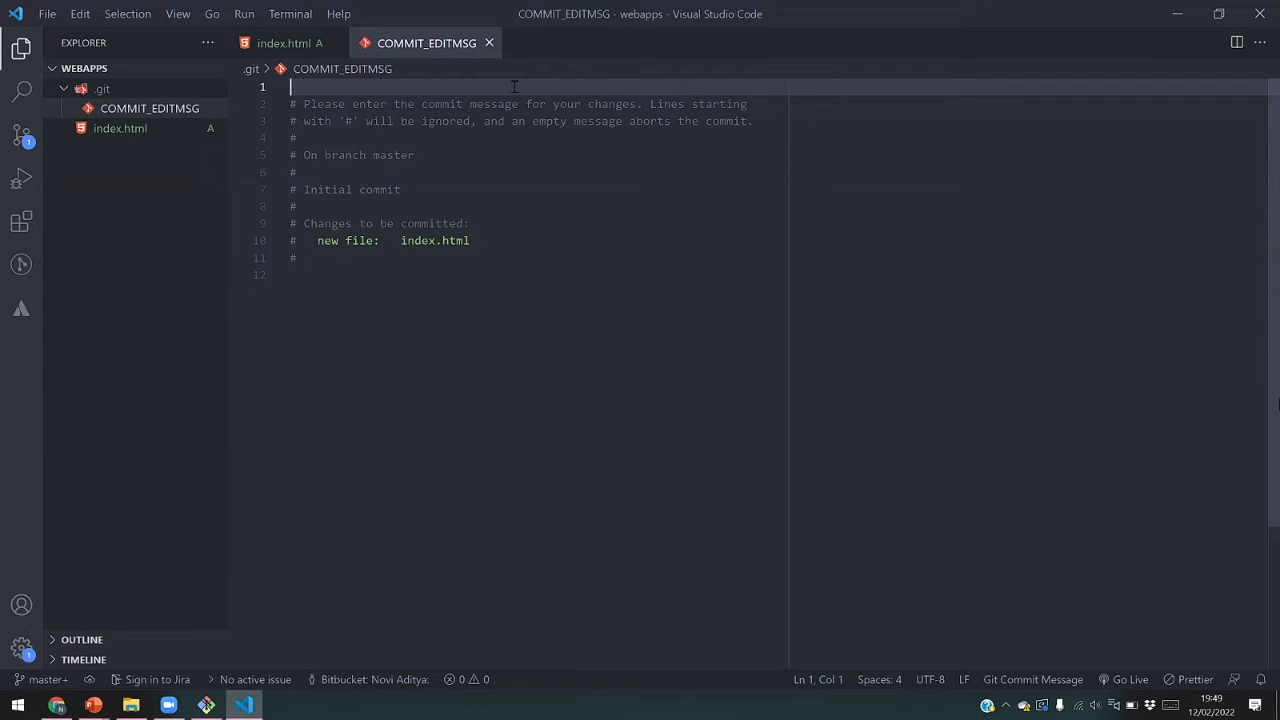 File Edit Selection View Go Run Terminal Help
COMMIT_EDITMSG - webapps - Visual Studio Code
EXPLORER
index.html A
COMMIT_EDITMSG
WEBAPPS
.git > COMMIT_EDITMSG
.git
COMMIT_EDITMSG
index.html A
1
2 # Please enter the commit message for your changes. Lines starting
3 # with '#' will be ignored, and an empty message aborts the commit.
4 #
5 # On branch master
6 #
7 # Initial commit
8 #
9 # Changes to be committed:
10 # new file: index.html
11 #
12
1
1
OUTLINE
TIMELINE
master+ Sign in to Jira No active issue Bitbucket: Novi Aditya: 0 0 Ln 1, Col 1 Spaces: 4 UTF-8 LF Git Commit Message Go Live Prettier
19:49
12/02/2022